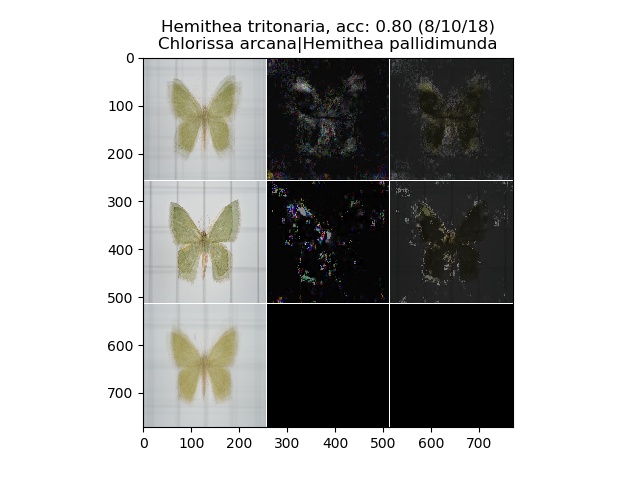 Hemithea tritonaria, acc: 0.80 (8/10/18)
Chlorissa arcana|Hemithea pallidimunda
0
100
200
300
400
500
600
700
0 100 200 300 400 500 600 700